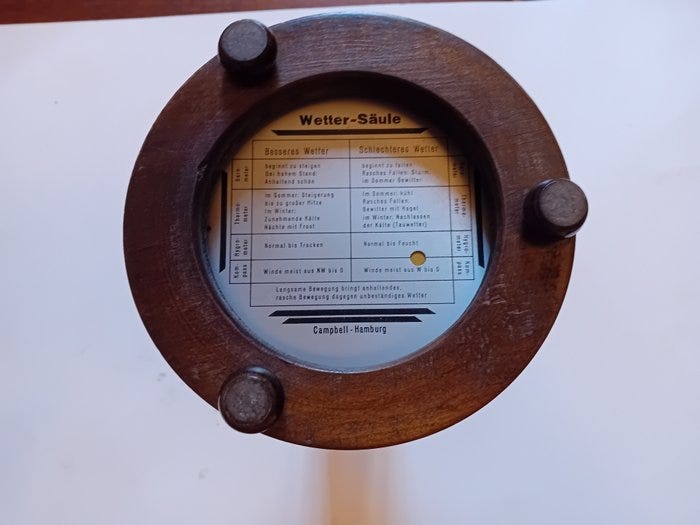 Wetter-Säule
Besseres Wetter
Schlechteres Wetter
Baro-
meter
beginnt zu steigen
Bei hohem Stand:
Anhaltend schön
beginnt zu fallen
Rasches Fallen: Sturm,
im Sommer Gewitter
Baro-
meter
Thermo-
meter
Im Sommer: Steigerung
bis zu großer Hitze
Im Winter:
Zunehmende Kälte
Nächte mit Frost
Im Sommer: kühl
Rasches Fallen:
Gewitter mit Hagel
im Winter: Nachlassen
der Kälte (Tauwetter)
Thermo-
meter
Hygro-
meter
Normal bis Trocken
Normal bis Feucht
Hygro-
meter
Kom-
pass
Winde meist aus NW bis O
Winde meist aus W bis O
Kom-
pass
Langsame Bewegung bringt anhaltendes,
rasche Bewegung dagegen unbeständiges Wetter
Campbell-Hamburg